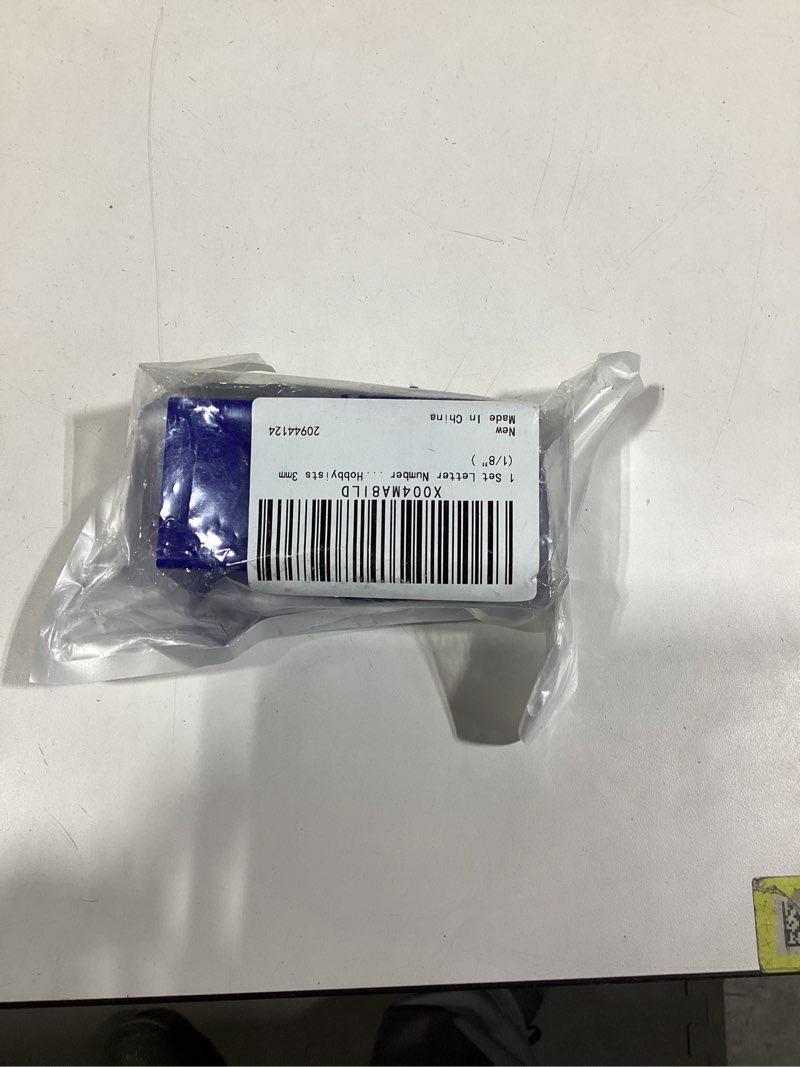 X004MA8ILD
1 Set Letter Number ... Hobbyists 3mm
(1/8" )
New
Made In China
20944124